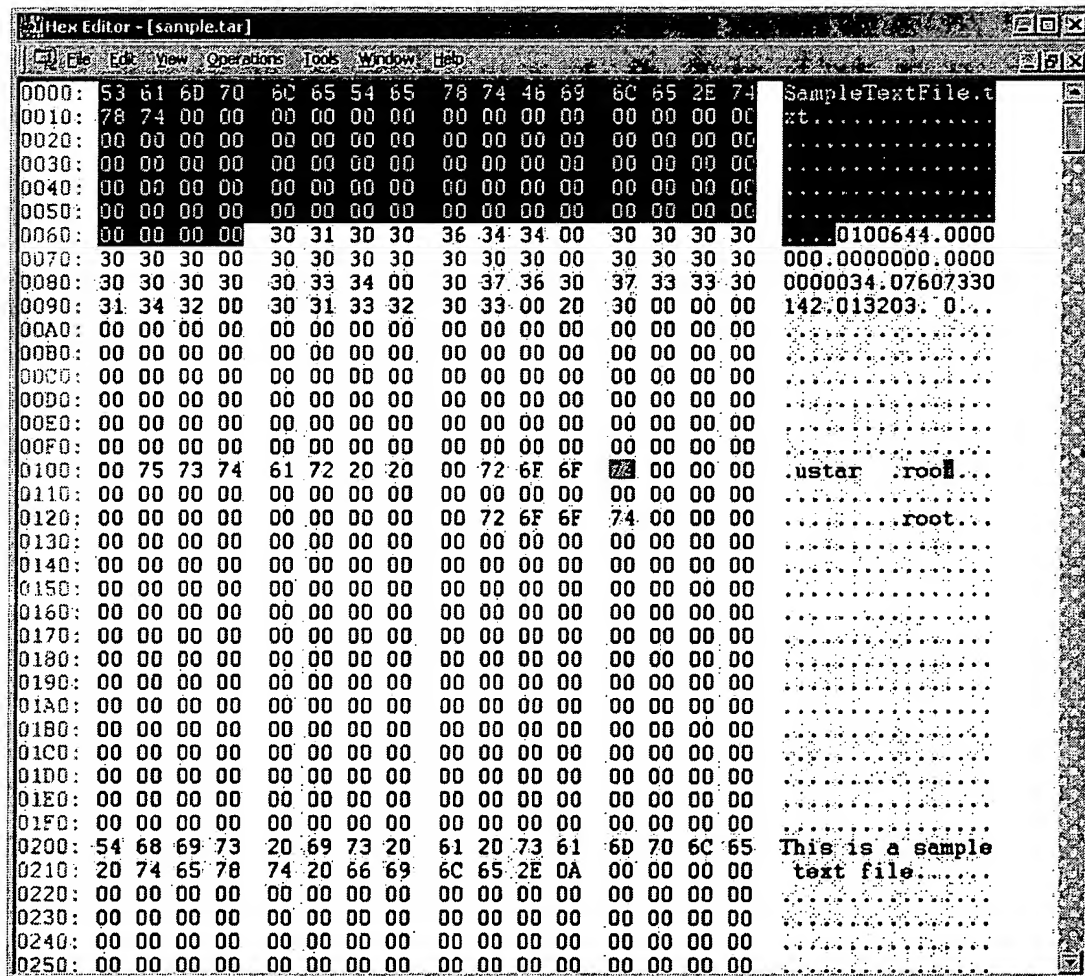 Hex Editor - [sample.tar]
File Edit View Operations Tools Window Help
0000: 53 61 6D 70 6C 65 54 65 78 74 46 69 6C 65 2E 74 SampleTextFile.t
0010: 78 74 00 00 00 00 00 00 00 00 00 00 00 00 00 00 xt..............
0020: 00 00 00 00 00 00 00 00 00 00 00 00 00 00 00 00 ................
0030: 00 00 00 00 00 00 00 00 00 00 00 00 00 00 00 00 ................
0040: 00 00 00 00 00 00 00 00 00 00 00 00 00 00 00 00 ................
0050: 00 00 00 00 00 00 00 00 00 00 00 00 00 00 00 00 ................
0060: 00 00 00 00 30 31 30 30 36 34 34 00 30 30 30 30 ....0100644.0000
0070: 30 30 30 00 30 30 30 30 30 30 30 00 30 30 30 30 000.0000000.0000
0080: 30 30 30 30 30 33 34 00 30 37 36 30 37 33 33 30 0000034.07607330
0090: 31 34 32 00 30 31 33 32 30 33 00 20 30 00 00 00 142.013203. 0...
00A0: 00 00 00 00 00 00 00 00 00 00 00 00 00 00 00 00 ................
00B0: 00 00 00 00 00 00 00 00 00 00 00 00 00 00 00 00 ................
00C0: 00 00 00 00 00 00 00 00 00 00 00 00 00 00 00 00 ................
00D0: 00 00 00 00 00 00 00 00 00 00 00 00 00 00 00 00 ................
00E0: 00 00 00 00 00 00 00 00 00 00 00 00 00 00 00 00 ................
00F0: 00 00 00 00 00 00 00 00 00 00 00 00 00 00 00 00 ................
0100: 00 75 73 74 61 72 20 20 00 72 6F 6F 00 00 00 .ustar  .roo...
0110: 00 00 00 00 00 00 00 00 00 00 00 00 00 00 00 00 ................
0120: 00 00 00 00 00 00 00 00 00 72 6F 6F 74 00 00 00 .........root...
0130: 00 00 00 00 00 00 00 00 00 00 00 00 00 00 00 00 ................
0140: 00 00 00 00 00 00 00 00 00 00 00 00 00 00 00 00 ................
0150: 00 00 00 00 00 00 00 00 00 00 00 00 00 00 00 00 ................
0160: 00 00 00 00 00 00 00 00 00 00 00 00 00 00 00 00 ................
0170: 00 00 00 00 00 00 00 00 00 00 00 00 00 00 00 00 ................
0180: 00 00 00 00 00 00 00 00 00 00 00 00 00 00 00 00 ................
0190: 00 00 00 00 00 00 00 00 00 00 00 00 00 00 00 00 ................
01A0: 00 00 00 00 00 00 00 00 00 00 00 00 00 00 00 00 ................
01B0: 00 00 00 00 00 00 00 00 00 00 00 00 00 00 00 00 ................
01C0: 00 00 00 00 00 00 00 00 00 00 00 00 00 00 00 00 ................
01D0: 00 00 00 00 00 00 00 00 00 00 00 00 00 00 00 00 ................
01E0: 00 00 00 00 00 00 00 00 00 00 00 00 00 00 00 00 ................
01F0: 00 00 00 00 00 00 00 00 00 00 00 00 00 00 00 00 ................
0200: 54 68 69 73 20 69 73 20 61 20 73 61 6D 70 6C 65 This is a sample
0210: 20 74 65 78 74 20 66 69 6C 65 2E 0A 00 00 00 00  text file......
0220: 00 00 00 00 00 00 00 00 00 00 00 00 00 00 00 00 ................
0230: 00 00 00 00 00 00 00 00 00 00 00 00 00 00 00 00 ................
0240: 00 00 00 00 00 00 00 00 00 00 00 00 00 00 00 00 ................
0250: 00 00 00 00 00 00 00 00 00 00 00 00 00 00 00 00 ................